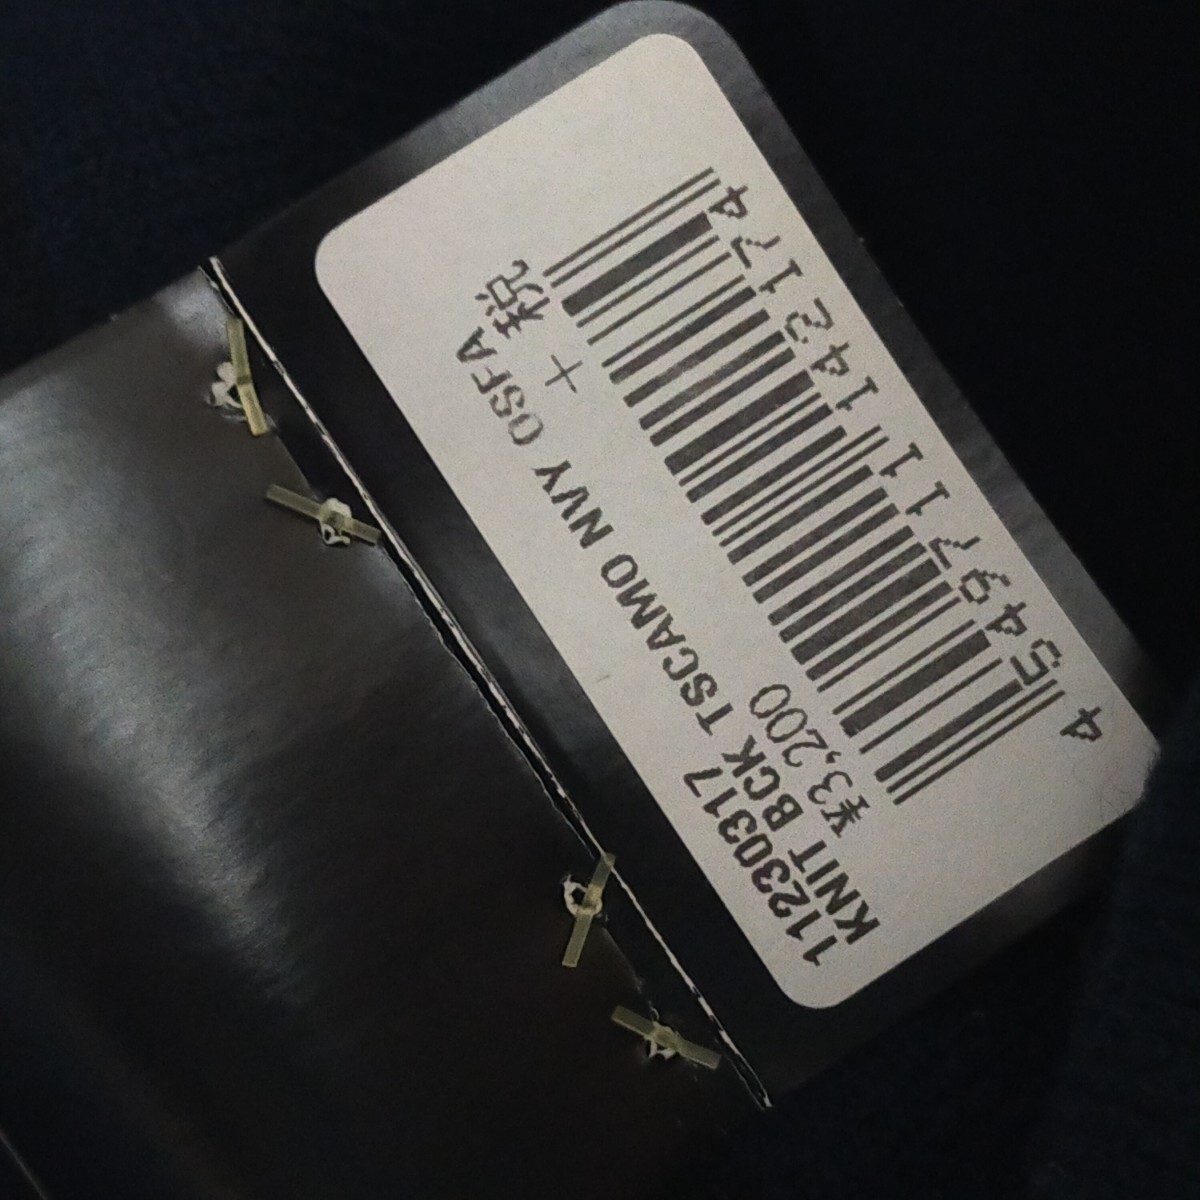 11230317
KNIT BCK TSCAMO NVY OSFA
¥3,200 + 税
4 549711 142174